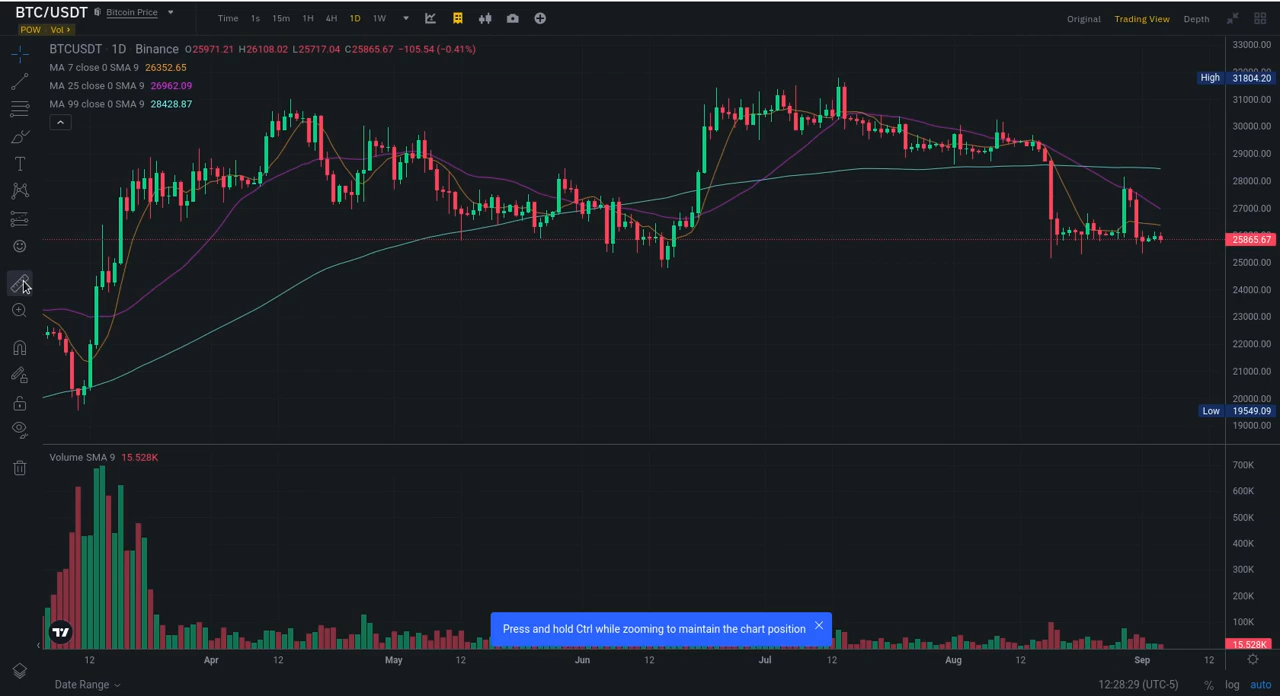 BTC/USDT Bitcoin Price
POW · Vol ›
Time 1s 15m 1H 4H 1D 1W
Original Trading View Depth
BTCUSDT · 1D · Binance O25971.21 H26108.02 L25717.04 C25865.67 −105.54 (−0.41%)
MA 7 close 0 SMA 9 26352.65
MA 25 close 0 SMA 9 26962.09
MA 99 close 0 SMA 9 28428.87
33000.00
High 31804.20
31000.00
30000.00
29000.00
28000.00
27000.00
25865.67
25000.00
24000.00
23000.00
22000.00
21000.00
20000.00
Low 19549.09
19000.00
Volume SMA 9 15.528K
700K
600K
500K
400K
300K
200K
100K
15.528K
Press and hold Ctrl while zooming to maintain the chart position
12 Apr 12 May 12 Jun 12 Jul 12 Aug 12 Sep 12
Date Range
12:28:29 (UTC-5) % log auto